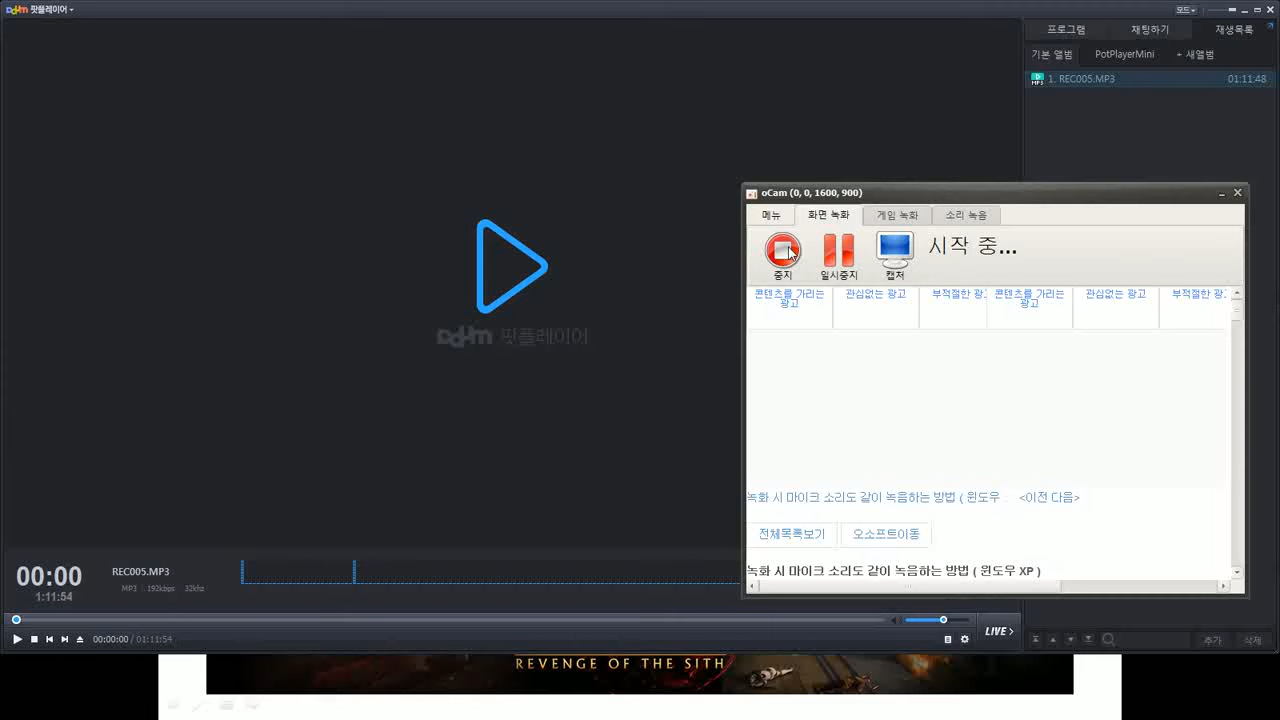 Daum 팟플레이어
모드
프로그램 채팅하기 재생목록
기본 앨범 PotPlayerMini + 새앨범
1. REC005.MP3 01:11:48
oCam (0, 0, 1600, 900)
메뉴 화면 녹화 게임 녹화 소리 녹음
시작 중...
중지 일시중지 캡처
콘텐츠를 가리는 광고 관심없는 광고 부적절한 광고 콘텐츠를 가리는 광고 관심없는 광고 부적절한 광고
Daum 팟플레이어
녹화 시 마이크 소리도 같이 녹음하는 방법 ( 윈도우 <이전 다음>
전체목록보기 오소프트이동
녹화 시 마이크 소리도 같이 녹음하는 방법 ( 윈도우 XP )
00:00 REC005.MP3
1:11:54 MP3 192kbps 32khz
00:00:00 / 01:11:54
LIVE >
추가 삭제
REVENGE OF THE SITH